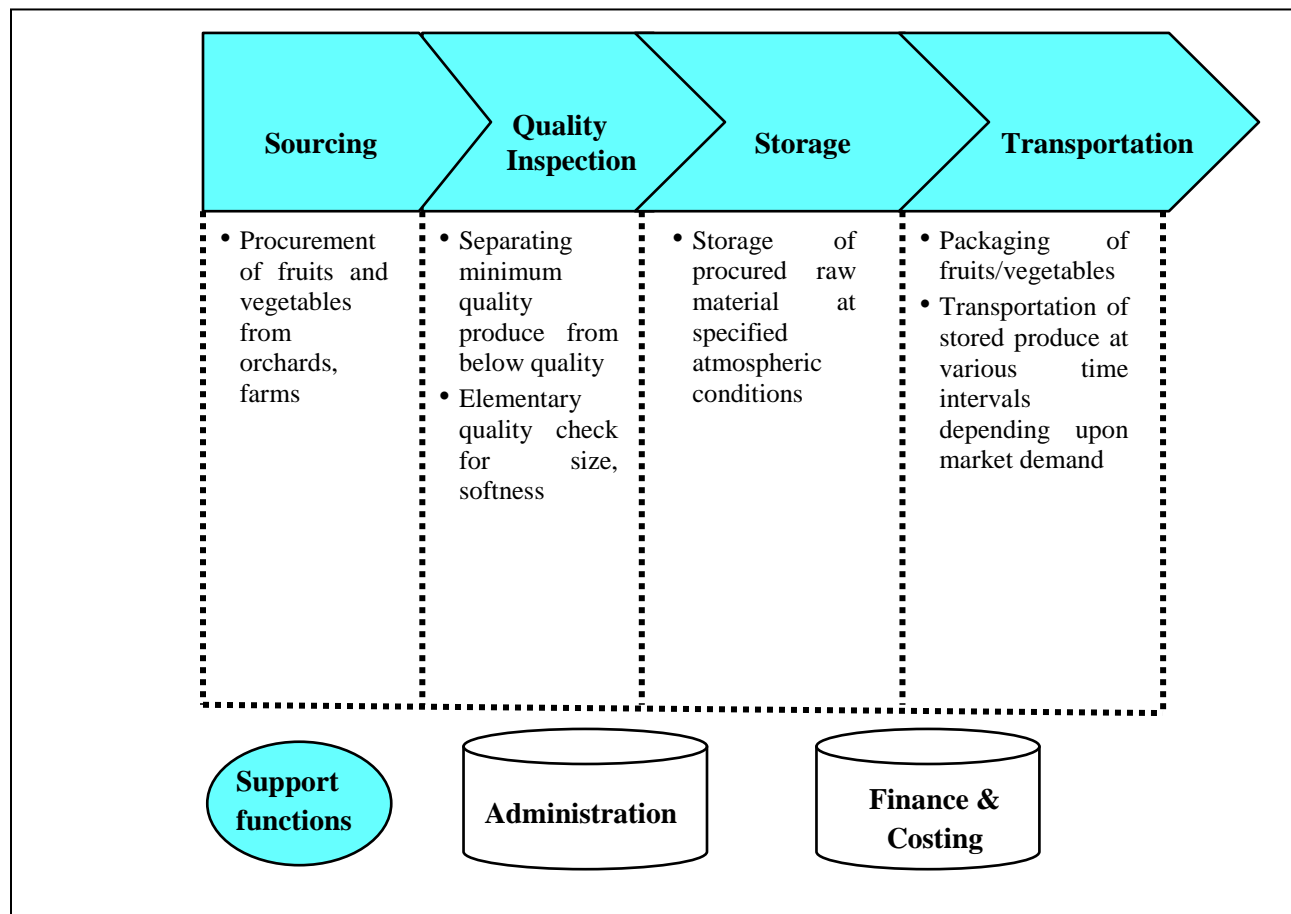 Sourcing
Quality
Inspection
Storage
Transportation
• Procurement
of fruits and
vegetables
from
orchards,
farms
• Separating
minimum
quality
produce from
below quality
• Elementary
quality check
for size,
softness
• Storage of
procured raw
material at
specified
atmospheric
conditions
• Packaging of
fruits/vegetables
• Transportation of
stored produce at
various time
intervals
depending upon
market demand
Support
functions
Administration
Finance &
Costing